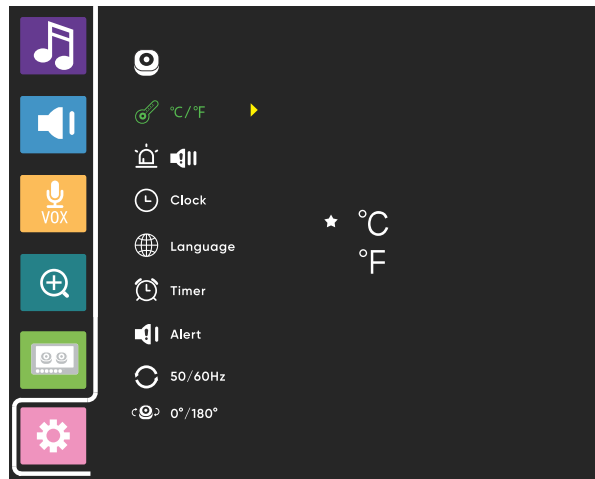 VOX
℃/℉
Clock
Language
Timer
Alert
50/60Hz
0°/180°
°C
°F